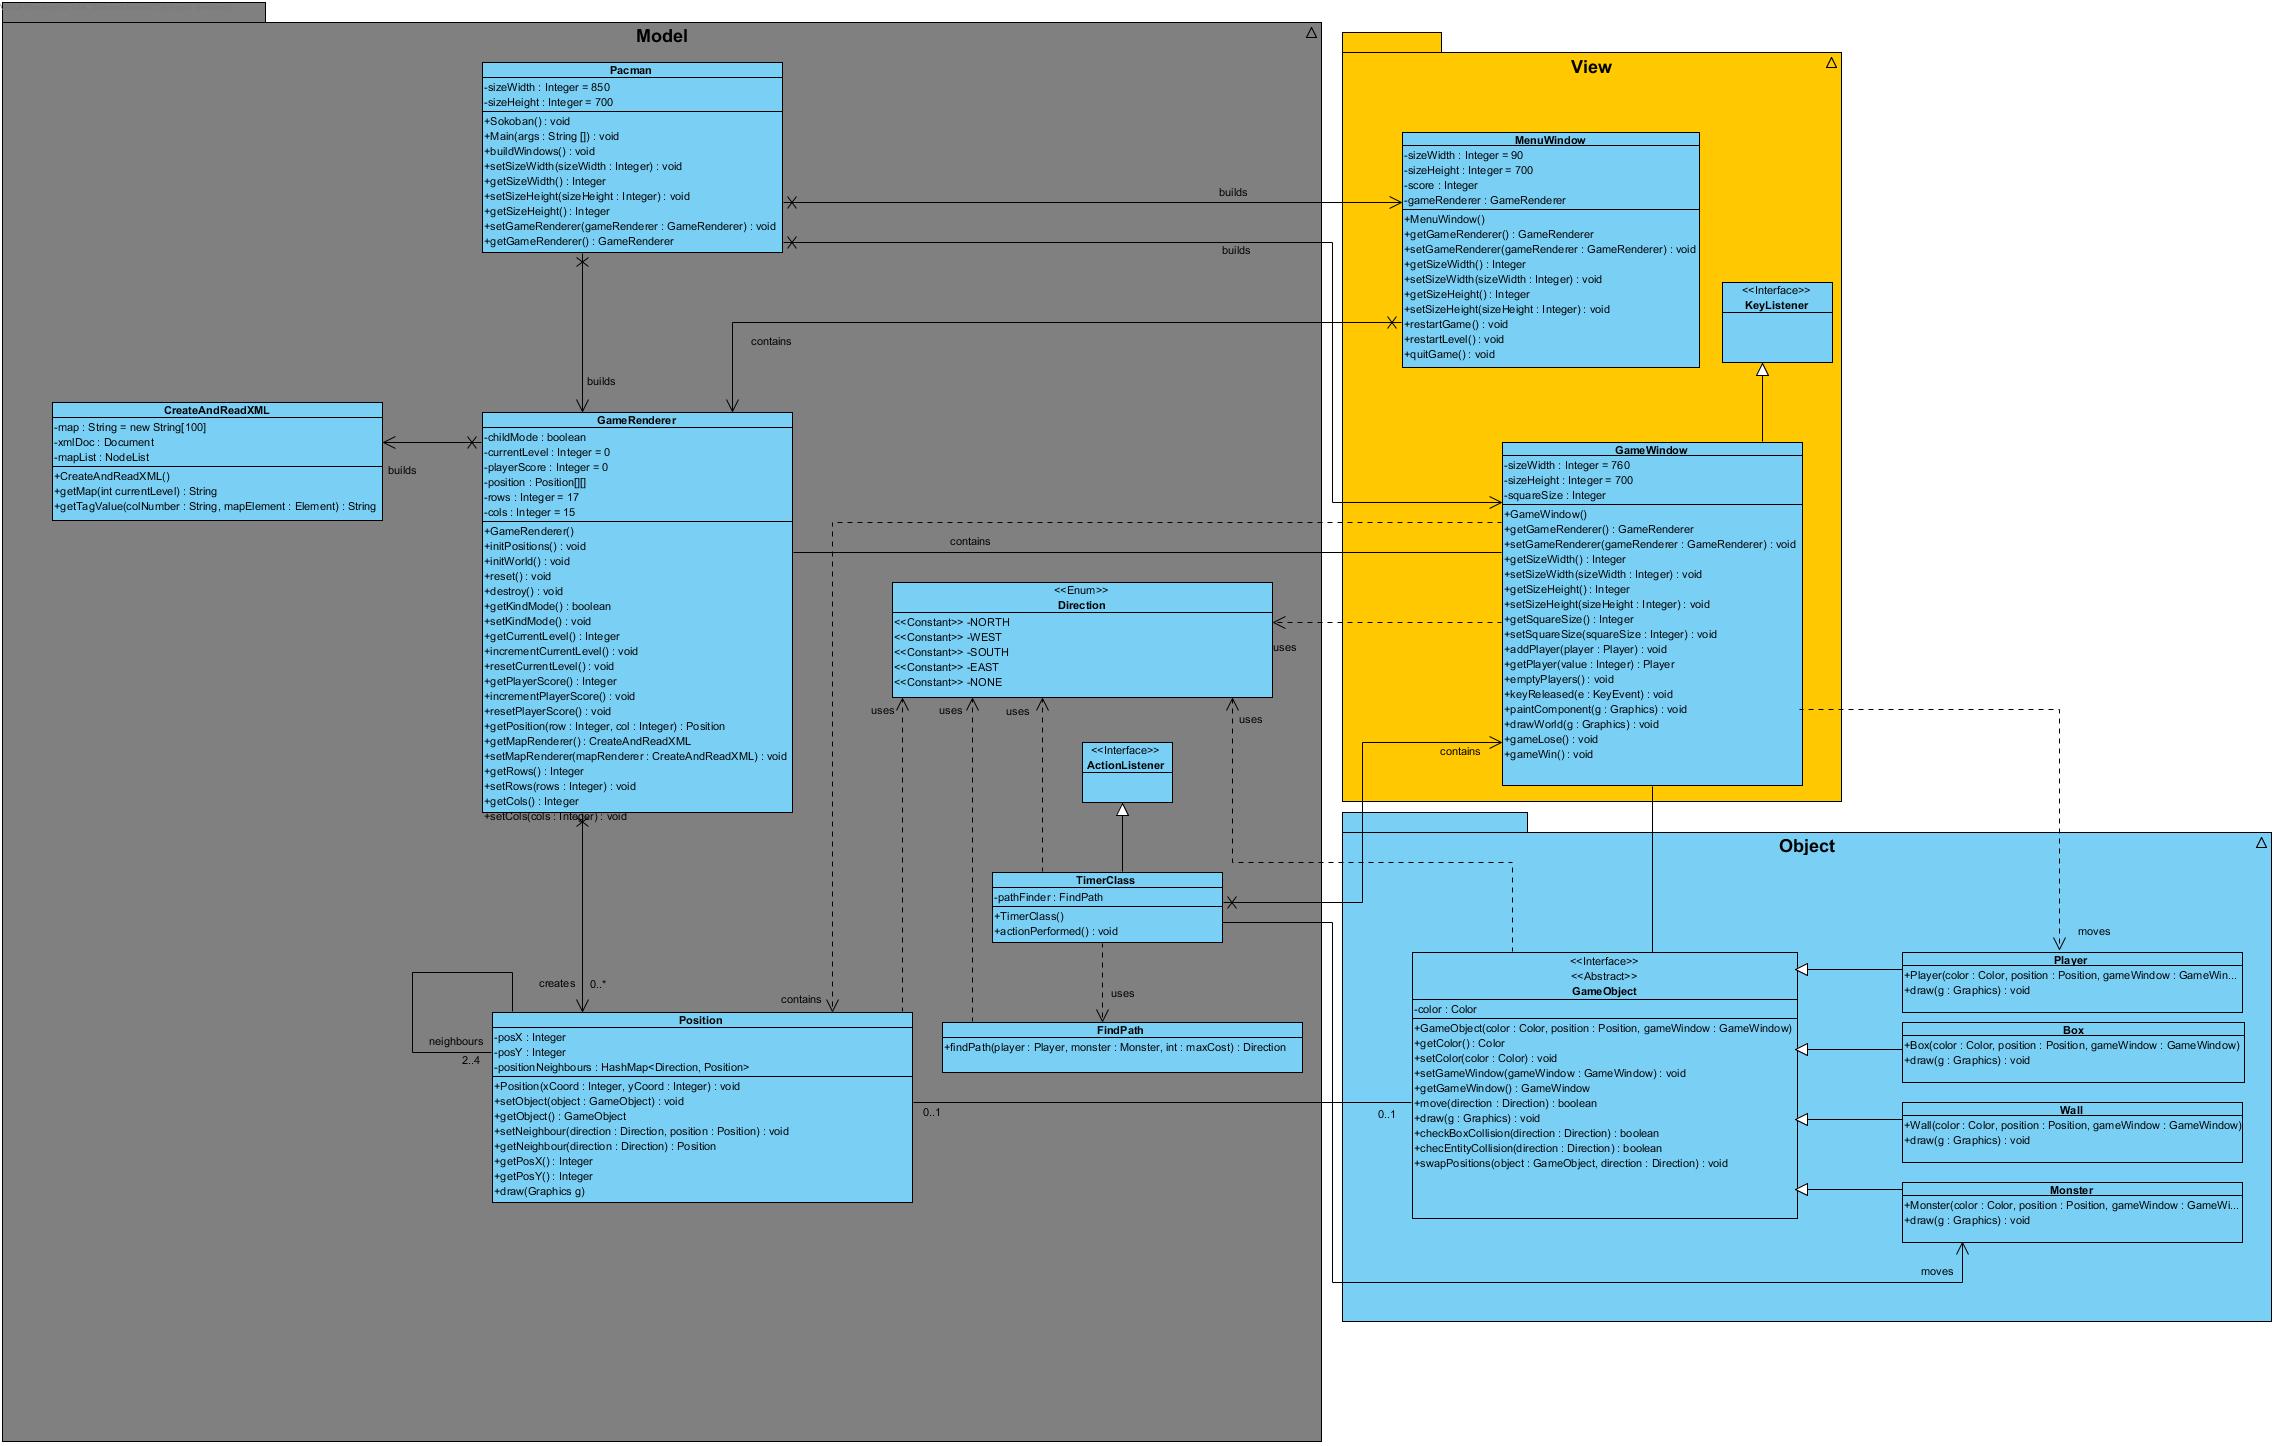 Model
Pacman
-sizeWidth : Integer = 850
-sizeHeight : Integer = 700
+Sokoban() : void
+Main(args : String []) : void
+buildWindows() : void
+setSizeWidth(sizeWidth : Integer) : void
+getSizeWidth() : Integer
+setSizeHeight(sizeHeight : Integer) : void
+getSizeHeight() : Integer
+setGameRenderer(gameRenderer : GameRenderer) : void
+getGameRenderer() : GameRenderer
builds
builds
contains
builds
CreateAndReadXML
-map : String = new String[100]
-xmlDoc : Document
-mapList : NodeList
+CreateAndReadXML()
+getMap(int currentLevel) : String
+getTagValue(colNumber : String, mapElement : Element) : String
builds
GameRenderer
-childMode : boolean
-currentLevel : Integer = 0
-playerScore : Integer = 0
-position : Position[][]
-rows : Integer = 17
-cols : Integer = 15
+GameRenderer()
+initPositions() : void
+initWorld() : void
+reset() : void
+destroy() : void
+getKindMode() : boolean
+setKindMode() : void
+getCurrentLevel() : Integer
+incrementCurrentLevel() : void
+resetCurrentLevel() : void
+getPlayerScore() : Integer
+incrementPlayerScore() : void
+resetPlayerScore() : void
+getPosition(row : Integer, col : Integer) : Position
+getMapRenderer() : CreateAndReadXML
+setMapRenderer(mapRenderer : CreateAndReadXML) : void
+getRows() : Integer
+setRows(rows : Integer) : void
+getCols() : Integer
+setCols(cols : Integer) : void
contains
<<Enum>>
Direction
<<Constant>> -NORTH
<<Constant>> -WEST
<<Constant>> -SOUTH
<<Constant>> -EAST
<<Constant>> -NONE
uses
uses
uses
uses
uses
<<Interface>>
ActionListener
TimerClass
-pathFinder : FindPath
+TimerClass()
+actionPerformed() : void
uses
FindPath
+findPath(player : Player, monster : Monster, int : maxCost) : Direction
creates
0..*
contains
neighbours
2..4
Position
-posX : Integer
-posY : Integer
-positionNeighbours : HashMap<Direction, Position>
+Position(xCoord : Integer, yCoord : Integer) : void
+setObject(object : GameObject) : void
+getObject() : GameObject
+setNeighbour(direction : Direction, position : Position) : void
+getNeighbour(direction : Direction) : Position
+getPosX() : Integer
+getPosY() : Integer
+draw(Graphics g)
0..1
0..1
View
MenuWindow
-sizeWidth : Integer = 90
-sizeHeight : Integer = 700
-score : Integer
-gameRenderer : GameRenderer
+MenuWindow()
+getGameRenderer() : GameRenderer
+setGameRenderer(gameRenderer : GameRenderer) : void
+getSizeWidth() : Integer
+setSizeWidth(sizeWidth : Integer) : void
+getSizeHeight() : Integer
+setSizeHeight(sizeHeight : Integer) : void
+restartGame() : void
+restartLevel() : void
+quitGame() : void
<<Interface>>
KeyListener
GameWindow
-sizeWidth : Integer = 760
-sizeHeight : Integer = 700
-squareSize : Integer
+GameWindow()
+getGameRenderer() : GameRenderer
+setGameRenderer(gameRenderer : GameRenderer) : void
+getSizeWidth() : Integer
+setSizeWidth(sizeWidth : Integer) : void
+getSizeHeight() : Integer
+setSizeHeight(sizeHeight : Integer) : void
+getSquareSize() : Integer
+setSquareSize(squareSize : Integer) : void
+addPlayer(player : Player) : void
+getPlayer(value : Integer) : Player
+emptyPlayers() : void
+keyReleased(e : KeyEvent) : void
+paintComponent(g : Graphics) : void
+drawWorld(g : Graphics) : void
+gameLose() : void
+gameWin() : void
contains
Object
<<Interface>>
<<Abstract>>
GameObject
-color : Color
+GameObject(color : Color, position : Position, gameWindow : GameWindow)
+getColor() : Color
+setColor(color : Color) : void
+setGameWindow(gameWindow : GameWindow) : void
+getGameWindow() : GameWindow
+move(direction : Direction) : boolean
+draw(g : Graphics) : void
+checkBoxCollision(direction : Direction) : boolean
+checEntityCollision(direction : Direction) : boolean
+swapPositions(object : GameObject, direction : Direction) : void
moves
Player
+Player(color : Color, position : Position, gameWindow : GameWin...
+draw(g : Graphics) : void
Box
+Box(color : Color, position : Position, gameWindow : GameWindow)
+draw(g : Graphics) : void
Wall
+Wall(color : Color, position : Position, gameWindow : GameWindow)
+draw(g : Graphics) : void
Monster
+Monster(color : Color, position : Position, gameWindow : GameWi...
+draw(g : Graphics) : void
moves